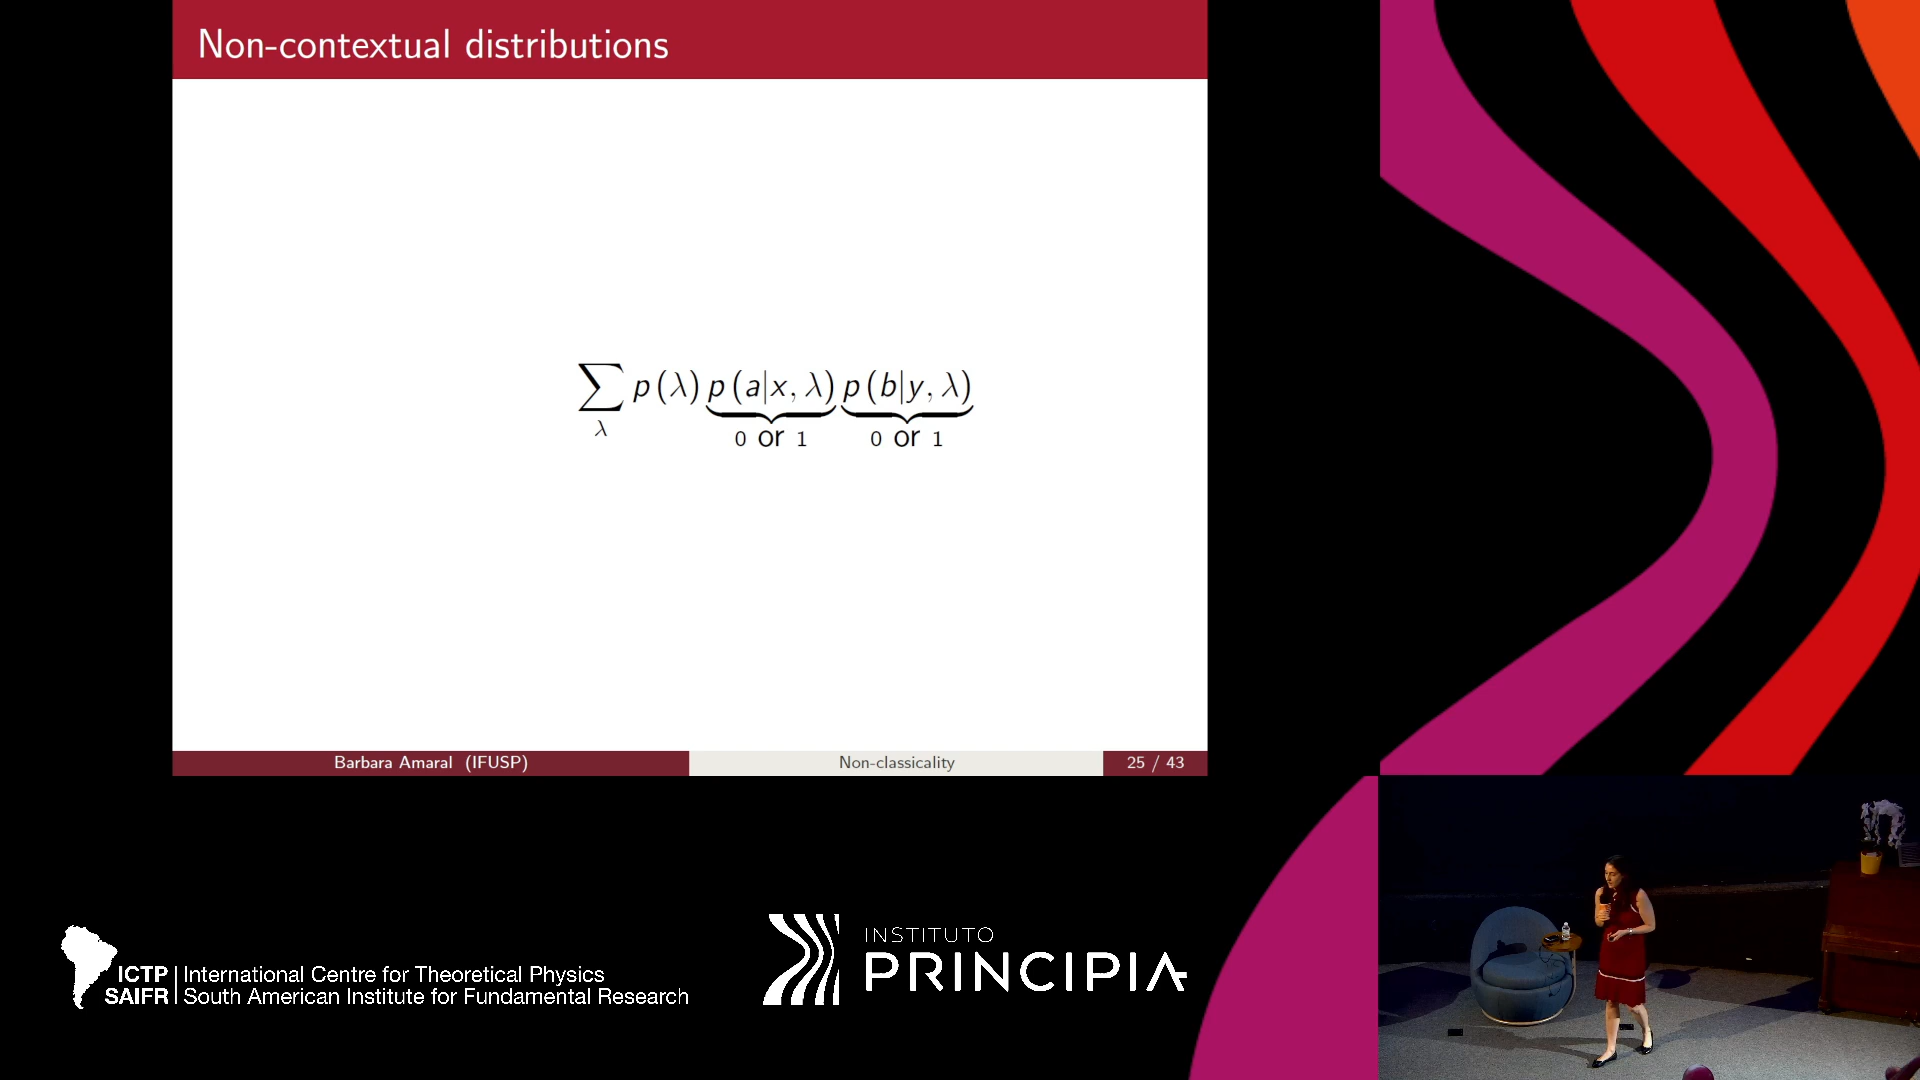 Non-contextual distributions
∑ p (λ) p (a|x, λ) p (b|y, λ)
λ 0 or 1 0 or 1
Barbara Amaral (IFUSP) Non-classicality 25 / 43
ICTP International Centre for Theoretical Physics
SAIFR South American Institute for Fundamental Research
INSTITUTO
PRINCIPIA